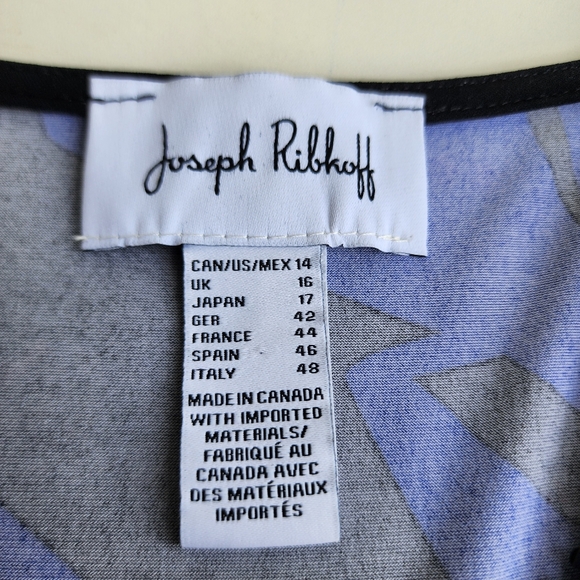 Joseph Ribkoff
CAN/US/MEX 14
UK 16
JAPAN 17
GER 42
FRANCE 44
SPAIN 46
ITALY 48
MADE IN CANADA
WITH IMPORTED
MATERIALS/
FABRIQUÉ AU
CANADA AVEC
DES MATÉRIAUX
IMPORTÉS